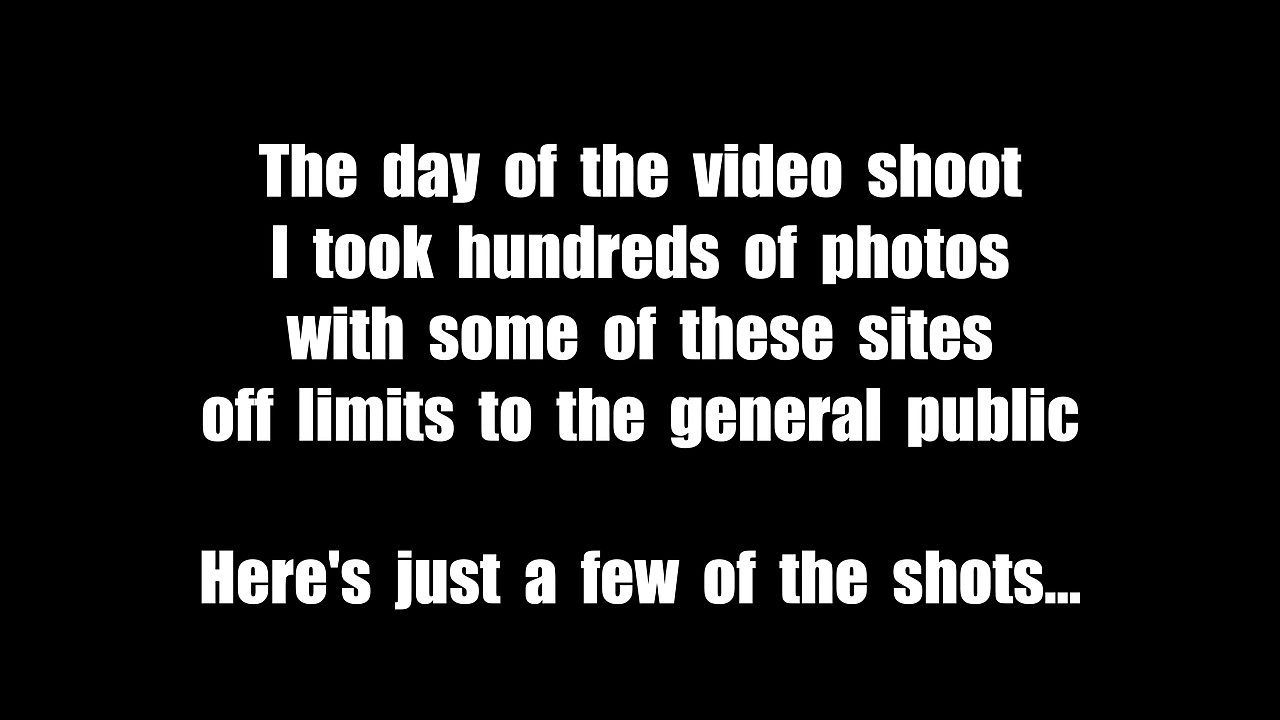 The day of the video shoot
I took hundreds of photos
with some of these sites
off limits to the general public
Here's just a few of the shots...